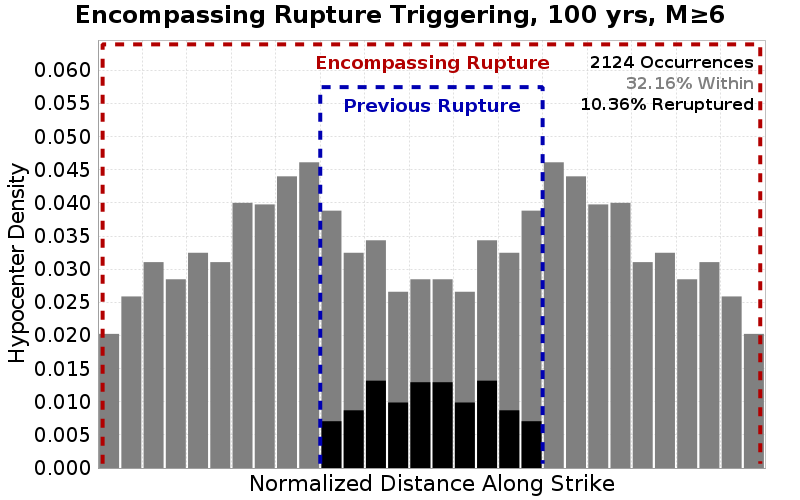 Encompassing Rupture Triggering, 100 yrs, M≥6
Encompassing Rupture
2124 Occurrences
32.16% Within
10.36% Reruptured
Previous Rupture
Hypocenter Density
0.060
0.055
0.050
0.045
0.040
0.035
0.030
0.025
0.020
0.015
0.010
0.005
0.000
Normalized Distance Along Strike